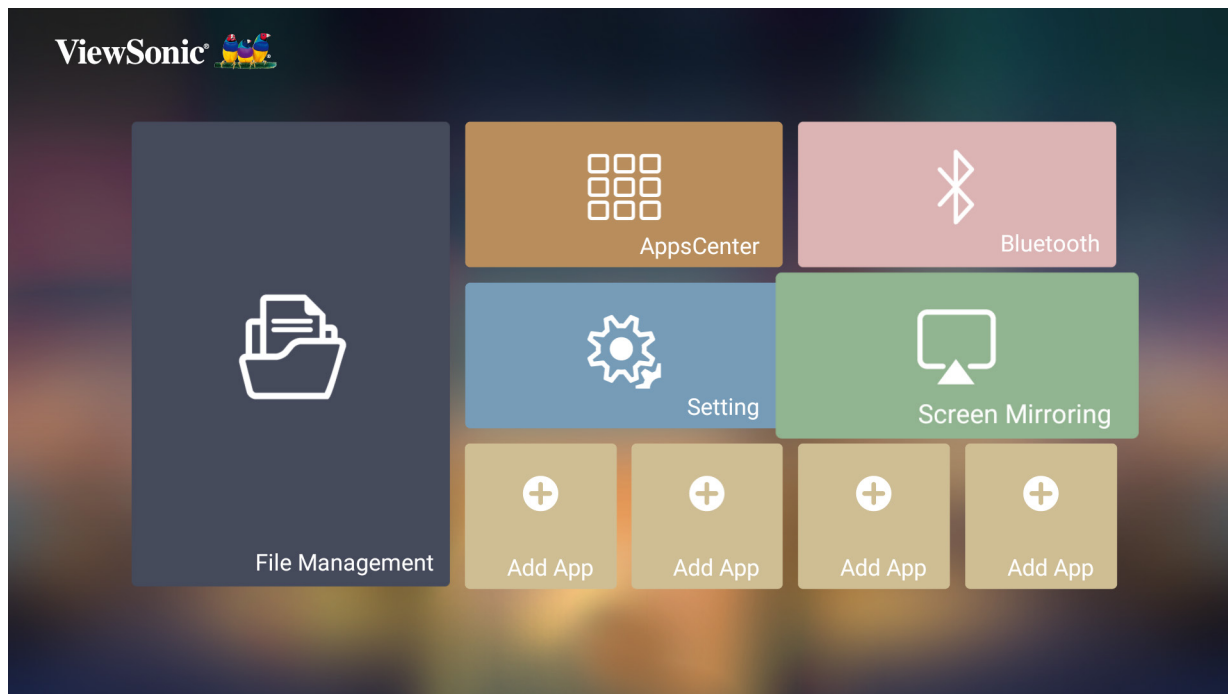 ViewSonic®
AppsCenter
Bluetooth
Setting
Screen Mirroring
File Management
Add App
Add App
Add App
Add App